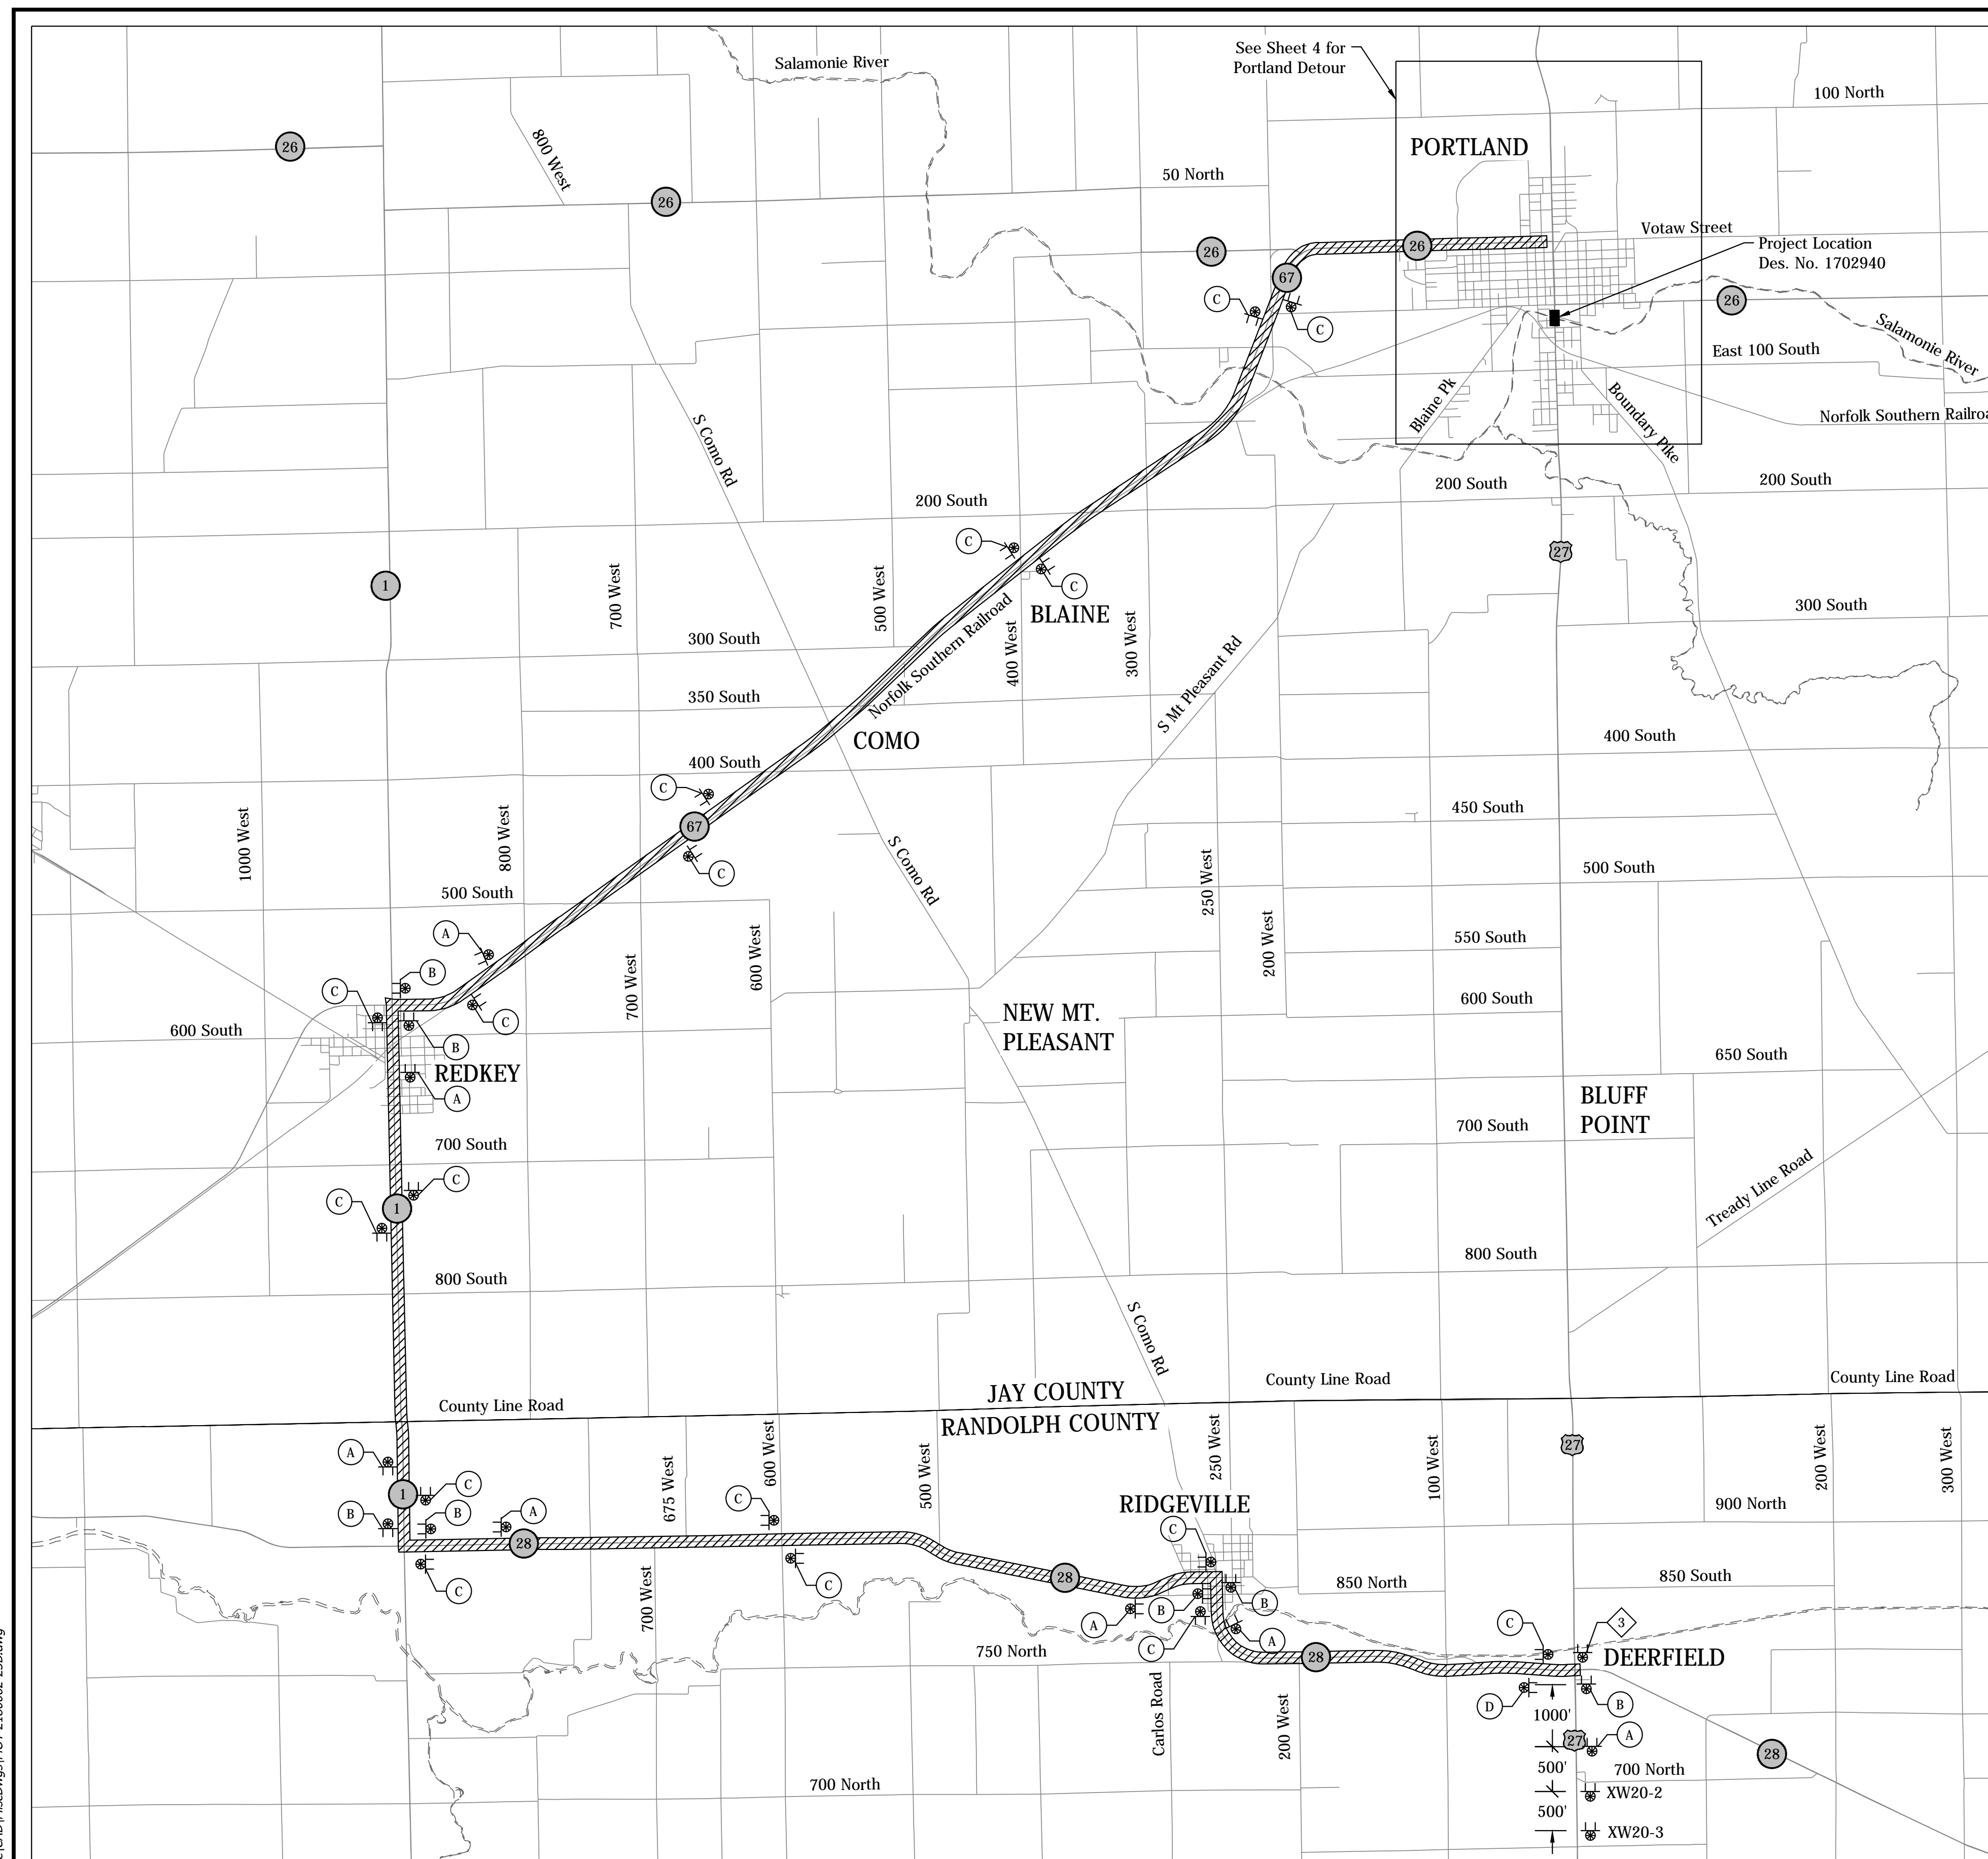 See Sheet 4 for
Portland Detour
Salamonie River
100 North
PORTLAND
26
800 West
50 North
26
Votaw Street
26
26
Project Location
Des. No. 1702940
67
C
C
26
Salamonie River
East 100 South
Blaine Pk
Boundary Pike
S Como Rd
200 South
200 South
200 South
C
27
C
1
700 West
500 West
300 South
BLAINE
300 South
400 West
300 West
Norfolk Southern Railroad
S Mt Pleasant Rd
350 South
COMO
400 South
400 South
C
67
450 South
1000 West
800 West
C
S Como Rd
250 West
500 South
500 South
A
600 West
200 West
550 South
B
C
700 West
C
600 South
NEW MT.
PLEASANT
600 South
B
650 South
REDKEY
A
BLUFF
POINT
700 South
700 South
C
C
1
Tready Line Road
800 South
800 South
S Como Rd
JAY COUNTY
County Line Road
County Line Road
County Line Road
RANDOLPH COUNTY
27
A
675 West
600 West
500 West
250 West
100 West
200 West
300 West
C
1
C
RIDGEVILLE
900 North
B
B
A
C
28
28
C
C
700 West
850 North
850 South
A
B
B
C
3
C
A
750 North
28
DEERFIELD
Carlos Road
200 West
D
B
1000'
A
27
28
500'
700 North
700 North
XW20-2
500'
XW20-3